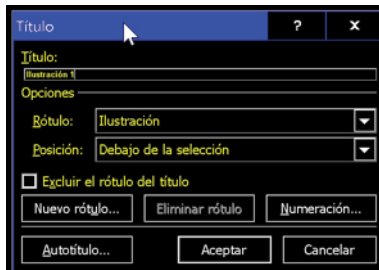 Título ? x
Título:
Ilustración 1
Opciones
Rótulo: Ilustración
Posición: Debajo de la selección
Excluir el rótulo del título
Nuevo rótulo... Eliminar rótulo Numeración...
Autotítulo... Aceptar Cancelar